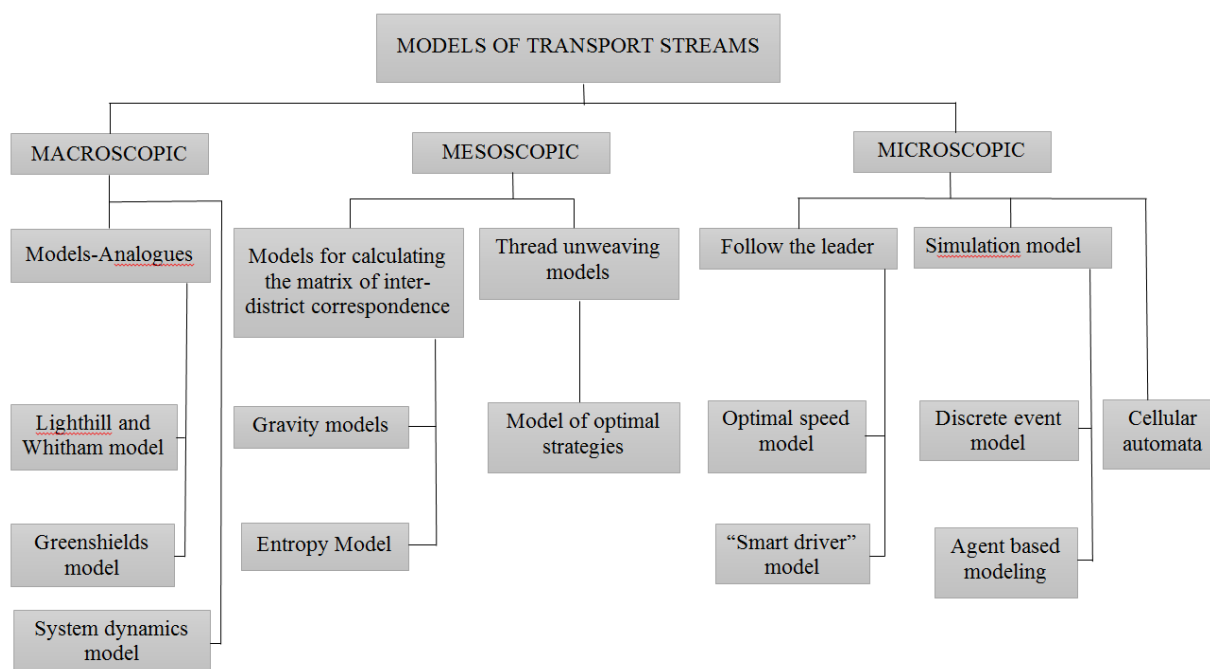 MODELS OF TRANSPORT STREAMS
MACROSCOPIC
MESOSCOPIC
MICROSCOPIC
Models-Analogues
Models for calculating
the matrix of inter-
district correspondence
Thread unweaving
models
Follow the leader
Simulation model
Lighthill and
Whitham model
Gravity models
Model of optimal
strategies
Optimal speed
model
Discrete event
model
Cellular
automata
Greenshields
model
Entropy Model
“Smart driver”
model
Agent based
modeling
System dynamics
model